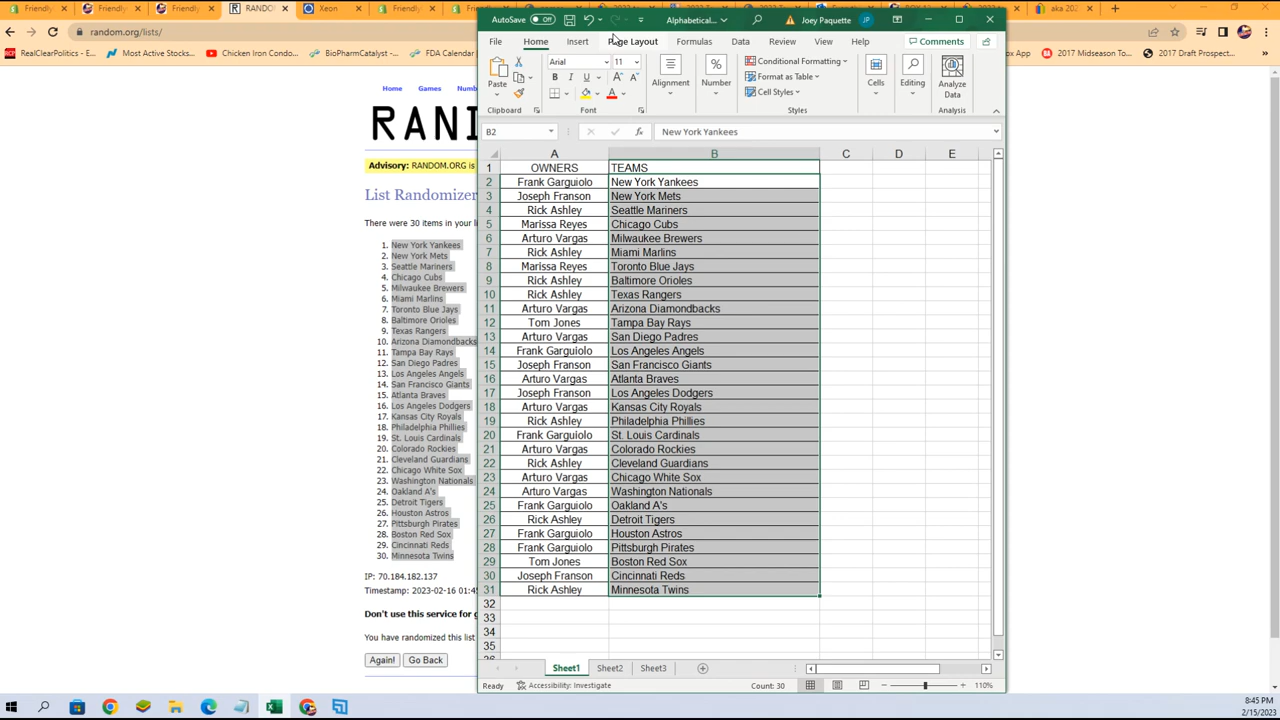 Friendly
Friendly
RANDOM
Xeon
Friendly
Friendly
aka 20
random.org/lists/
RealClearPolitics - Most Active Stocks... Chicken Iron Condo... BioPharmCatalyst -... FDA Calendar
x App 2017 Midseason To... 2017 Draft Prospect...
Home Games Numb
RAND
Advisory: RANDOM.ORG is
List Randomizer
There were 30 items in your li
1. New York Yankees
2. New York Mets
3. Seattle Mariners
4. Chicago Cubs
5. Milwaukee Brewers
6. Miami Marlins
7. Toronto Blue Jays
8. Baltimore Orioles
9. Texas Rangers
10. Arizona Diamondbacks
11. Tampa Bay Rays
12. San Diego Padres
13. Los Angeles Angels
14. San Francisco Giants
15. Atlanta Braves
16. Los Angeles Dodgers
17. Kansas City Royals
18. Philadelphia Phillies
19. St. Louis Cardinals
20. Colorado Rockies
21. Cleveland Guardians
22. Chicago White Sox
23. Washington Nationals
24. Oakland A's
25. Detroit Tigers
26. Houston Astros
27. Pittsburgh Pirates
28. Boston Red Sox
29. Cincinnati Reds
30. Minnesota Twins
IP: 70.184.182.137
Timestamp: 2023-02-16 01:4
Don't use this service for g
You have randomized this list
Again! Go Back
AutoSave Off Alphabetical... Joey Paquette JP
File Home Insert Page Layout Formulas Data Review View Help Comments
Paste
Clipboard
Arial 11
B I U
Font
Alignment
Number
Conditional Formatting
Format as Table
Cell Styles
Styles
Cells
Editing
Analyze
Data
Analysis
B2 fx New York Yankees
A B C D E
1 OWNERS TEAMS
2 Frank Garguiolo New York Yankees
3 Joseph Franson New York Mets
4 Rick Ashley Seattle Mariners
5 Marissa Reyes Chicago Cubs
6 Arturo Vargas Milwaukee Brewers
7 Rick Ashley Miami Marlins
8 Marissa Reyes Toronto Blue Jays
9 Rick Ashley Baltimore Orioles
10 Rick Ashley Texas Rangers
11 Arturo Vargas Arizona Diamondbacks
12 Tom Jones Tampa Bay Rays
13 Arturo Vargas San Diego Padres
14 Frank Garguiolo Los Angeles Angels
15 Joseph Franson San Francisco Giants
16 Arturo Vargas Atlanta Braves
17 Joseph Franson Los Angeles Dodgers
18 Arturo Vargas Kansas City Royals
19 Rick Ashley Philadelphia Phillies
20 Frank Garguiolo St. Louis Cardinals
21 Arturo Vargas Colorado Rockies
22 Rick Ashley Cleveland Guardians
23 Arturo Vargas Chicago White Sox
24 Arturo Vargas Washington Nationals
25 Frank Garguiolo Oakland A's
26 Rick Ashley Detroit Tigers
27 Frank Garguiolo Houston Astros
28 Frank Garguiolo Pittsburgh Pirates
29 Tom Jones Boston Red Sox
30 Joseph Franson Cincinnati Reds
31 Rick Ashley Minnesota Twins
32
33
34
35
Sheet1 Sheet2 Sheet3
Ready Accessibility: Investigate Count: 30 110%
8:45 PM
2/15/2023